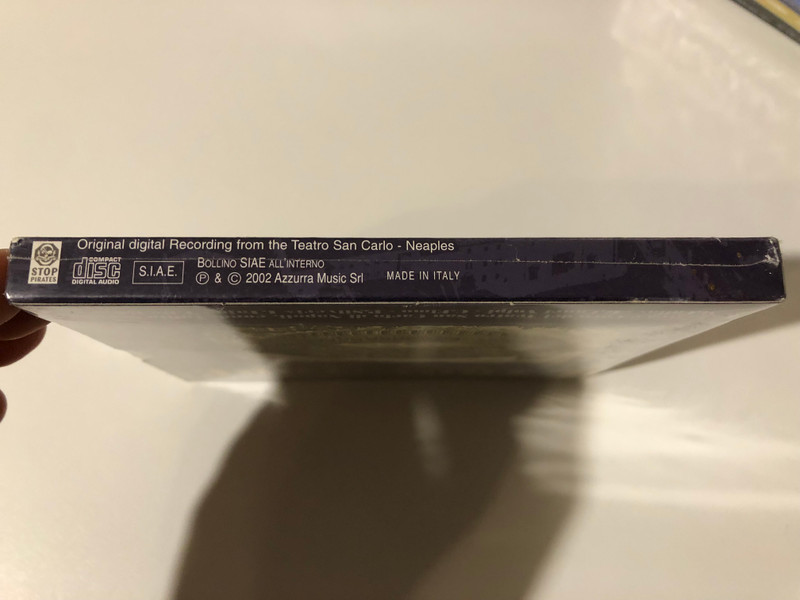 Original digital Recording from the Teatro San Carlo - Neaples
STOP
PIRATES
COMPACT
disc
DIGITAL AUDIO
S.I.A.E.
BOLLINO SIAE ALL'INTERNO
Ⓟ & © 2002 Azzurra Music Srl
MADE IN ITALY